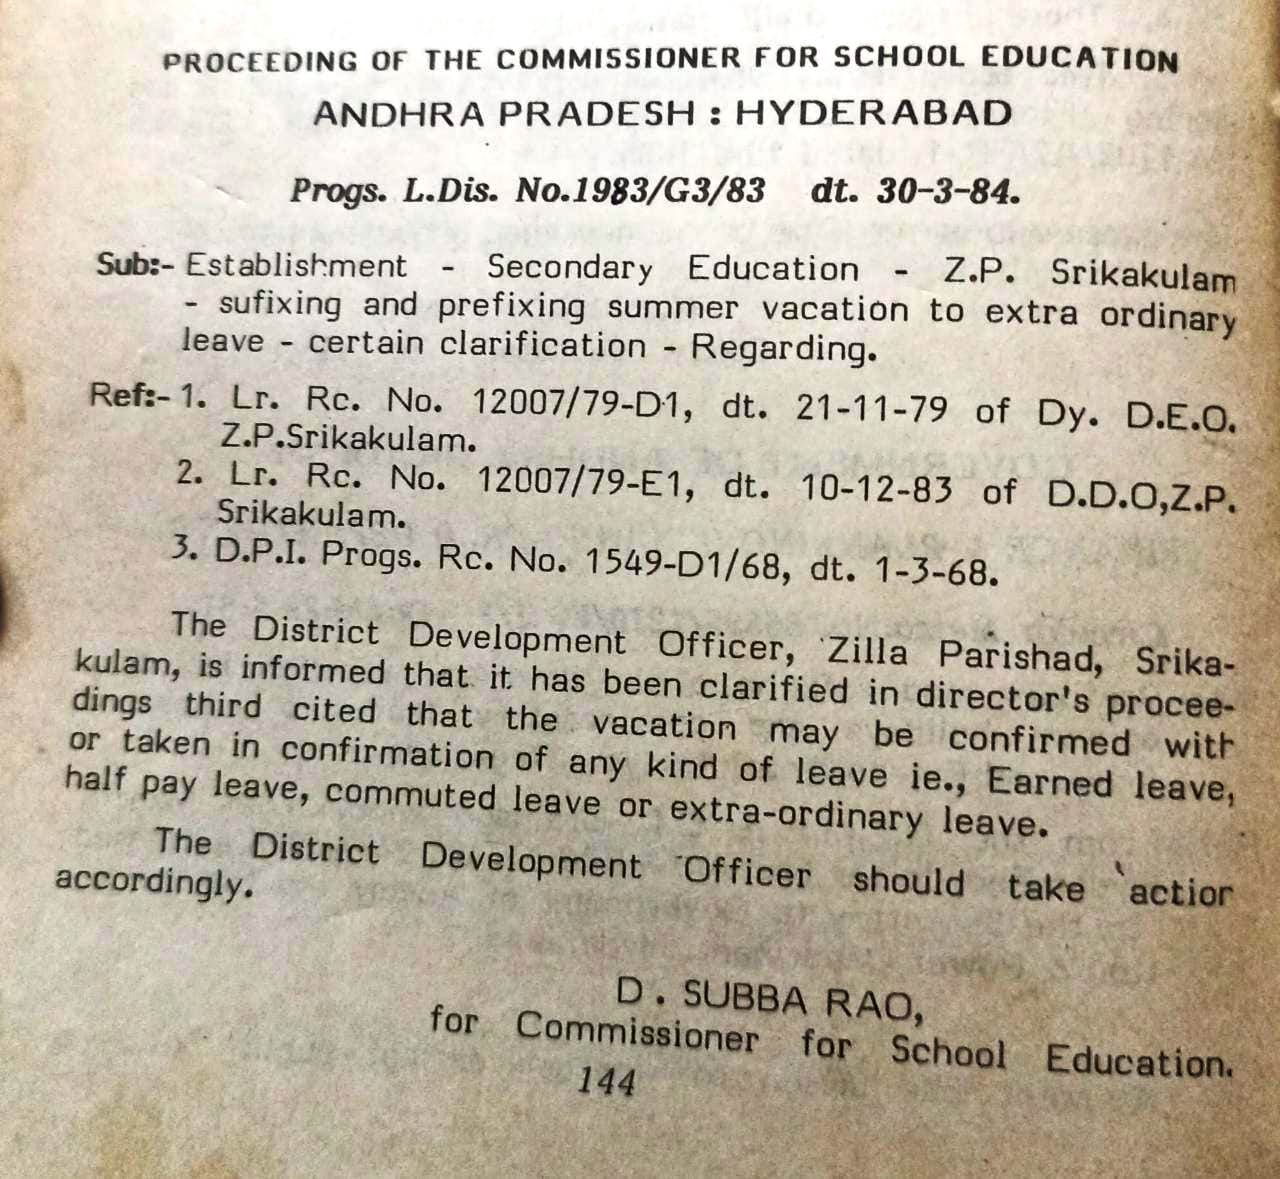 PROCEEDING OF THE COMMISSIONER FOR SCHOOL EDUCATION
ANDHRA PRADESH : HYDERABAD
Progs. L.Dis. No.1983/G3/83 dt. 30-3-84.
Sub:- Establishment - Secondary Education - Z.P. Srikakulam
- sufixing and prefixing summer vacation to extra ordinary
leave - certain clarification - Regarding.
Ref:- 1. Lr. Rc. No. 12007/79-D1, dt. 21-11-79 of Dy. D.E.O.
Z.P.Srikakulam.
2. Lr. Rc. No. 12007/79-E1, dt. 10-12-83 of D.D.O,Z.P.
Srikakulam.
3. D.P.I. Progs. Rc. No. 1549-D1/68, dt. 1-3-68.
The District Development Officer, Zilla Parishad, Srika-
kulam, is informed that it has been clarified in director's procee-
dings third cited that the vacation may be confirmed with
or taken in confirmation of any kind of leave ie., Earned leave,
half pay leave, commuted leave or extra-ordinary leave.
The District Development Officer should take action
accordingly.
D. SUBBA RAO,
for Commissioner for School Education.
144